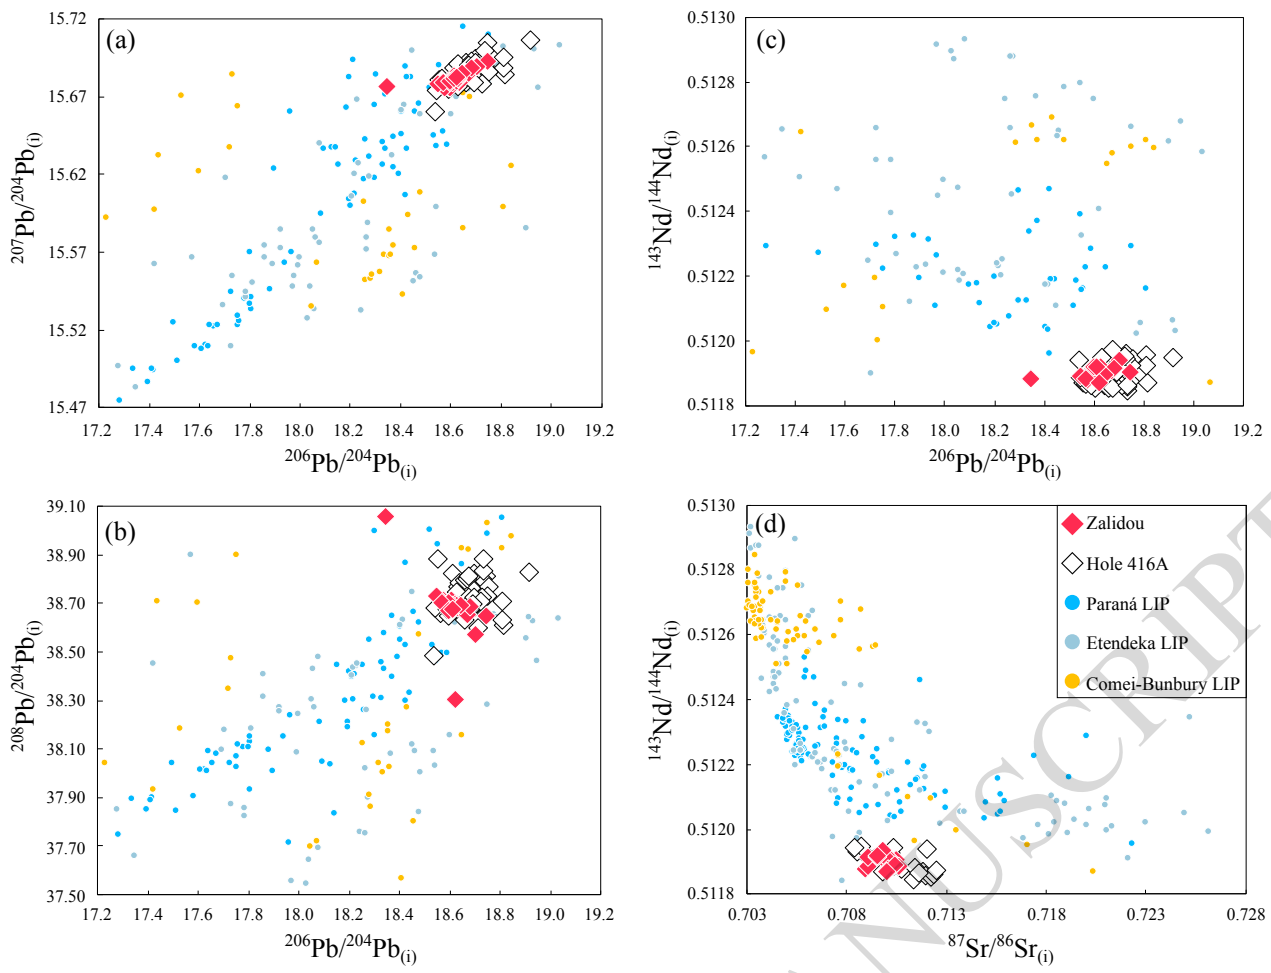 (a)
15.72
15.67
15.62
15.57
15.52
15.47
²⁰⁷Pb/²⁰⁴Pb(i)
17.2 17.4 17.6 17.8 18.0 18.2 18.4 18.6 18.8 19.0 19.2
²⁰⁶Pb/²⁰⁴Pb(i)
(c)
0.5130
0.5128
0.5126
0.5124
0.5122
0.5120
0.5118
¹⁴³Nd/¹⁴⁴Nd(i)
17.2 17.4 17.6 17.8 18.0 18.2 18.4 18.6 18.8 19.0 19.2
²⁰⁶Pb/²⁰⁴Pb(i)
(b)
39.10
38.90
38.70
38.50
38.30
38.10
37.90
37.70
37.50
²⁰⁸Pb/²⁰⁴Pb(i)
17.2 17.4 17.6 17.8 18.0 18.2 18.4 18.6 18.8 19.0 19.2
²⁰⁶Pb/²⁰⁴Pb(i)
(d)
0.5130
0.5128
0.5126
0.5124
0.5122
0.5120
0.5118
¹⁴³Nd/¹⁴⁴Nd(i)
Zalidou
Hole 416A
Paraná LIP
Etendeka LIP
Comei-Bunbury LIP
0.703 0.708 0.713 0.718 0.723 0.728
⁸⁷Sr/⁸⁶Sr(i)
NUSCRIPT